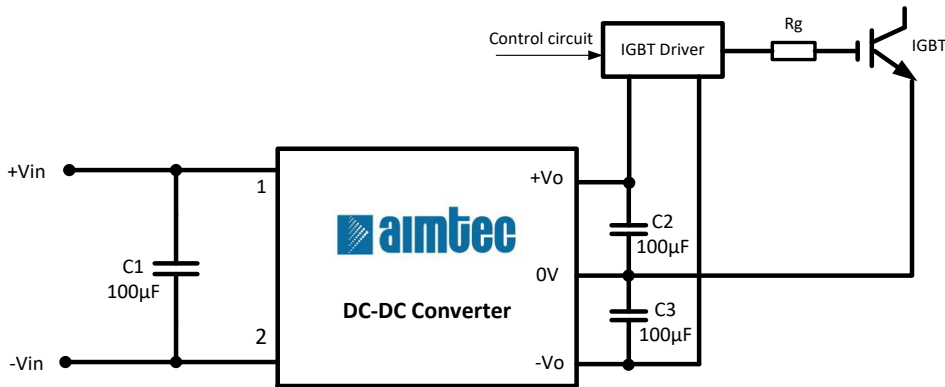 Control circuit
IGBT Driver
Rg
IGBT
+Vin
1
+Vo
aimtec
C2
100µF
C1
100µF
0V
DC-DC Converter
C3
100µF
2
-Vin
-Vo